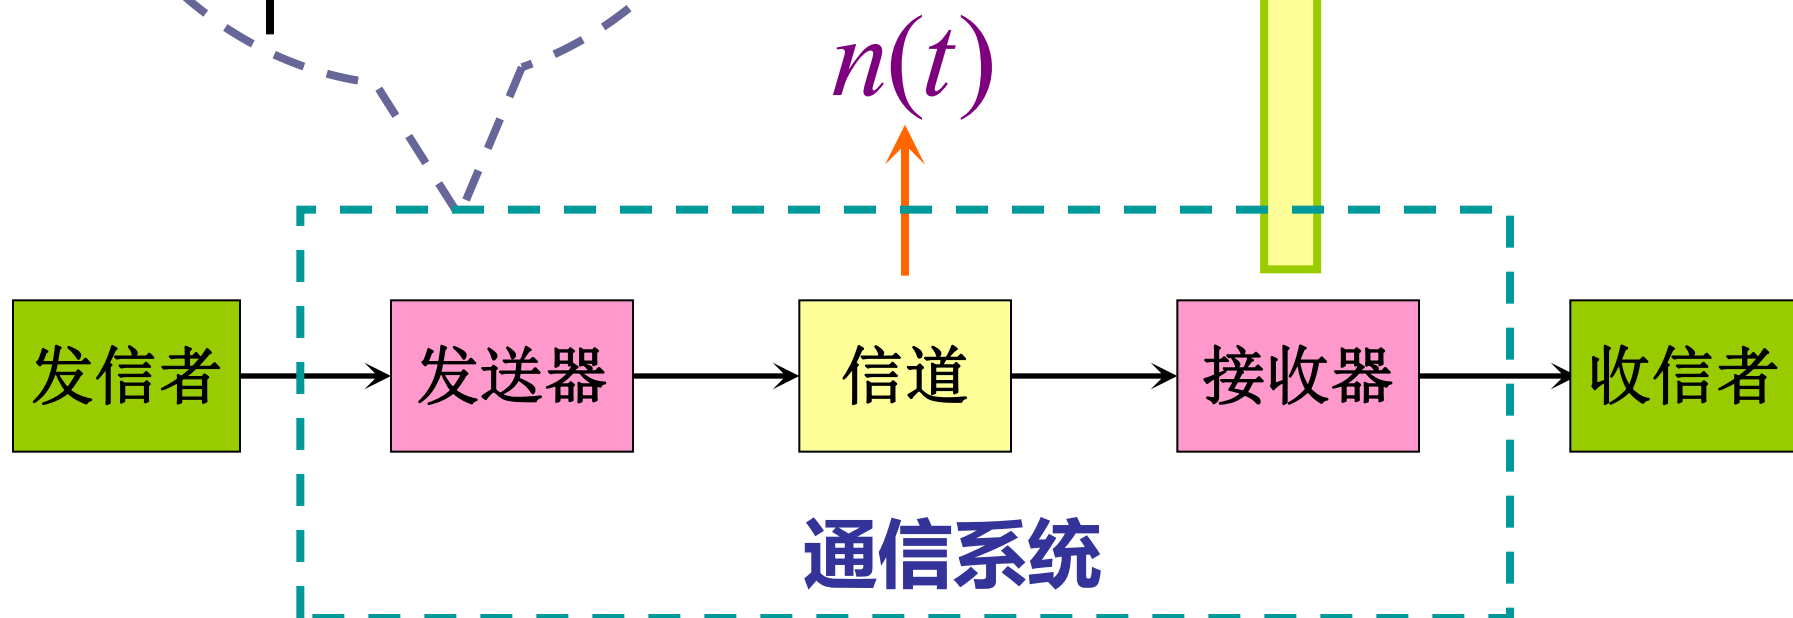 n(t)
发信者
发送器
信道
接收器
收信者
通信系统